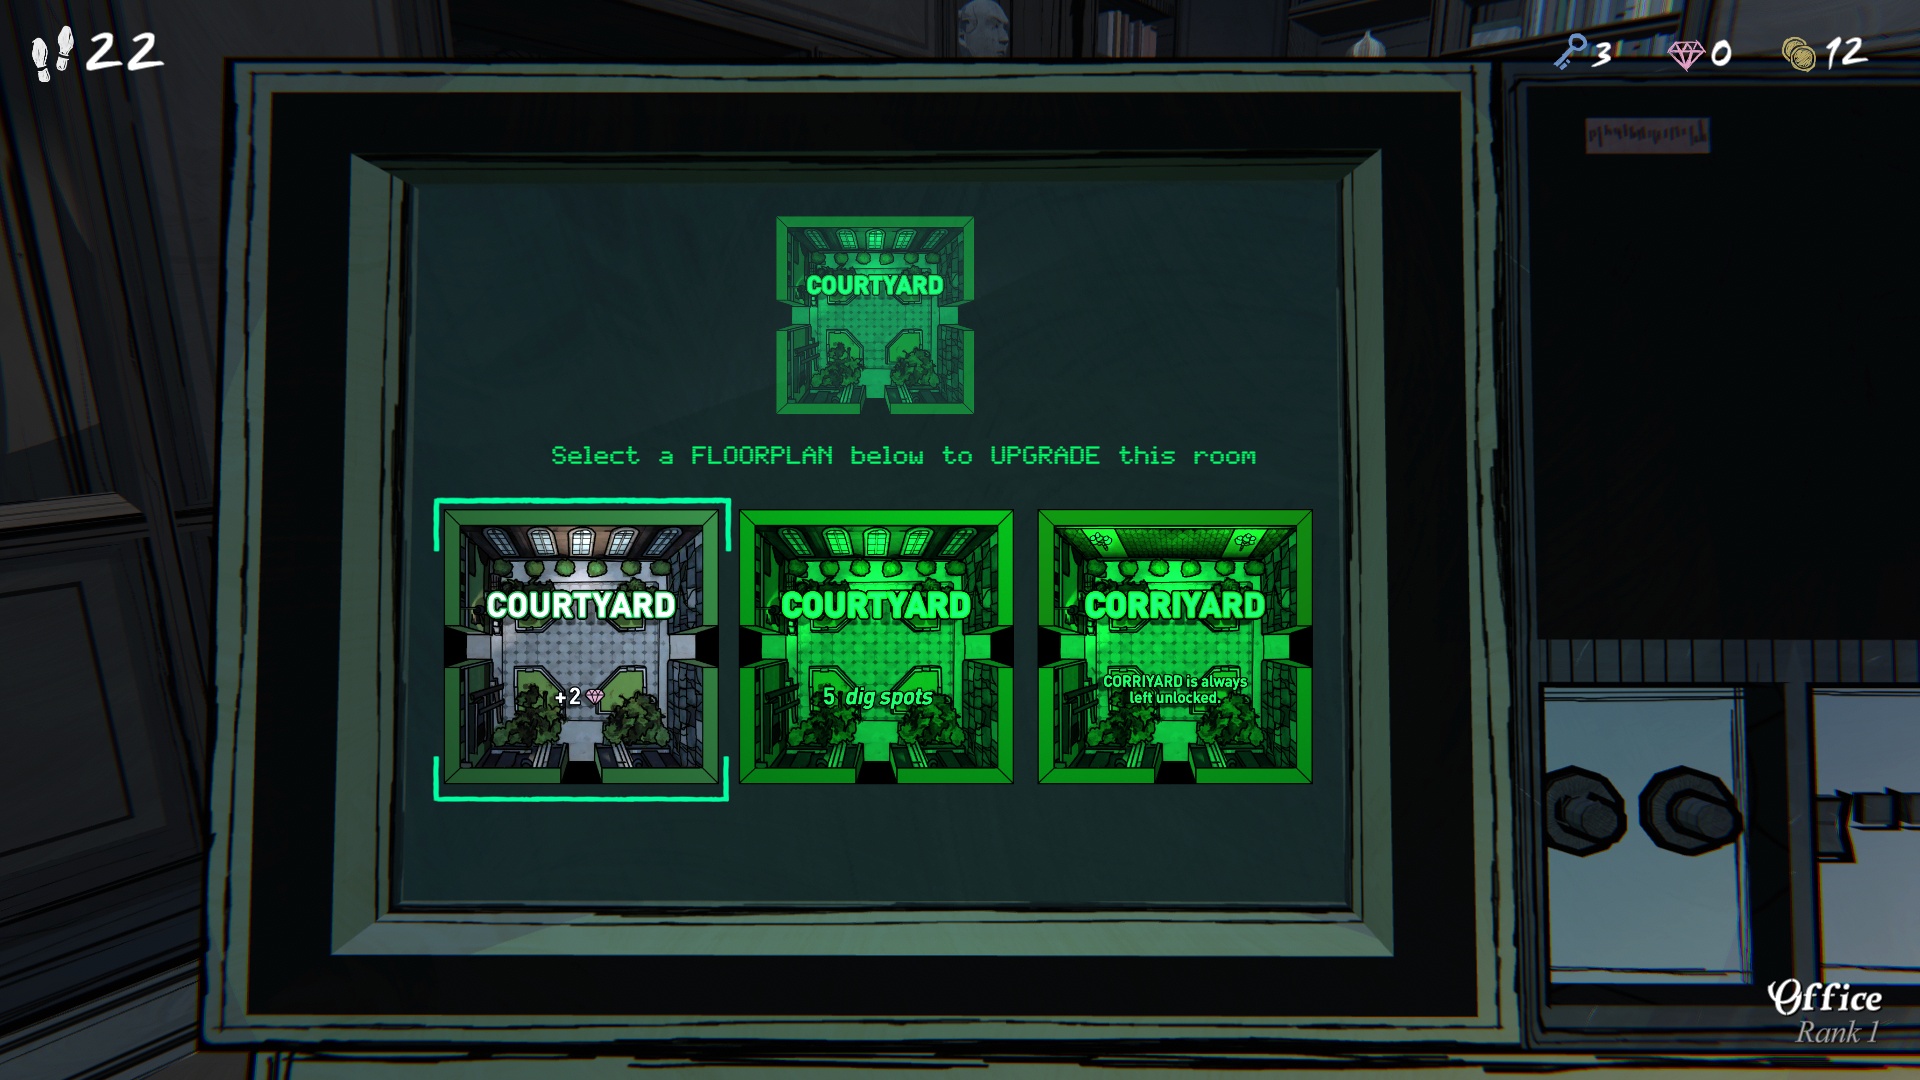 22
3
0
12
COURTYARD
Select a FLOORPLAN below to UPGRADE this room
COURTYARD
+2
COURTYARD
5 dig spots
CORRIYARD
CORRIYARD is always
left unlocked.
Office
Rank 1